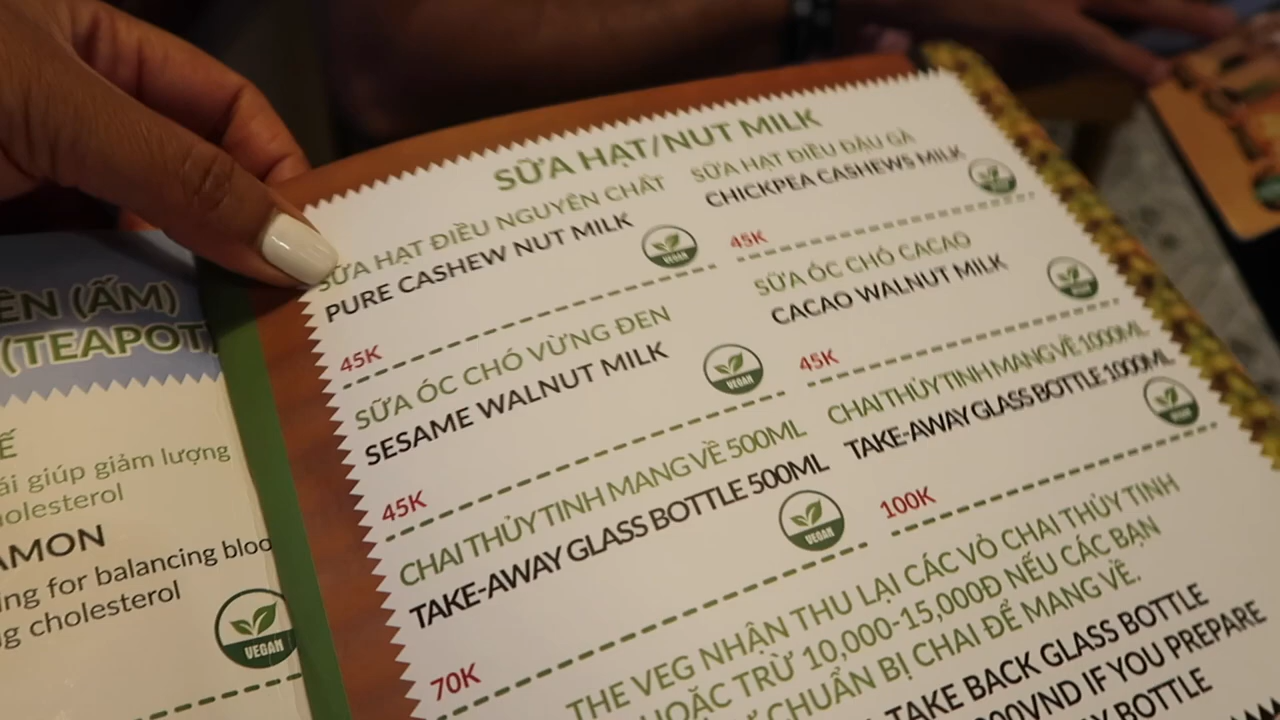 SỮA HẠT/NUT MILK
SỮA HẠT ĐIỀU NGUYÊN CHẤT
PURE CASHEW NUT MILK
VEGAN
45K
SỮA HẠT ĐIỀU ĐẬU GÀ
CHICKPEA CASHEWS MILK
45K
SỮA ÓC CHÓ VỪNG ĐEN
SESAME WALNUT MILK
VEGAN
45K
SỮA ÓC CHÓ CACAO
CACAO WALNUT MILK
45K
CHAI THỦY TINH MANG VỀ 500ML
TAKE-AWAY GLASS BOTTLE 500ML
VEGAN
70K
CHAI THỦY TINH MANG VỀ 1000ML
TAKE-AWAY GLASS BOTTLE 1000ML
100K
THE VEG NHẬN THU LẠI CÁC VỎ CHAI THỦY TINH
HOẶC TRỪ 10,000-15,000Đ NẾU CÁC BẠN
CHUẨN BỊ CHAI ĐỂ MANG VỀ.
TAKE BACK GLASS BOTTLE
000VND IF YOU PREPARE
BOTTLE
(ẤM)
(TEAPOT)
giúp giảm lượng
cholesterol
AMON
ing for balancing bloo
cholesterol
VEGAN